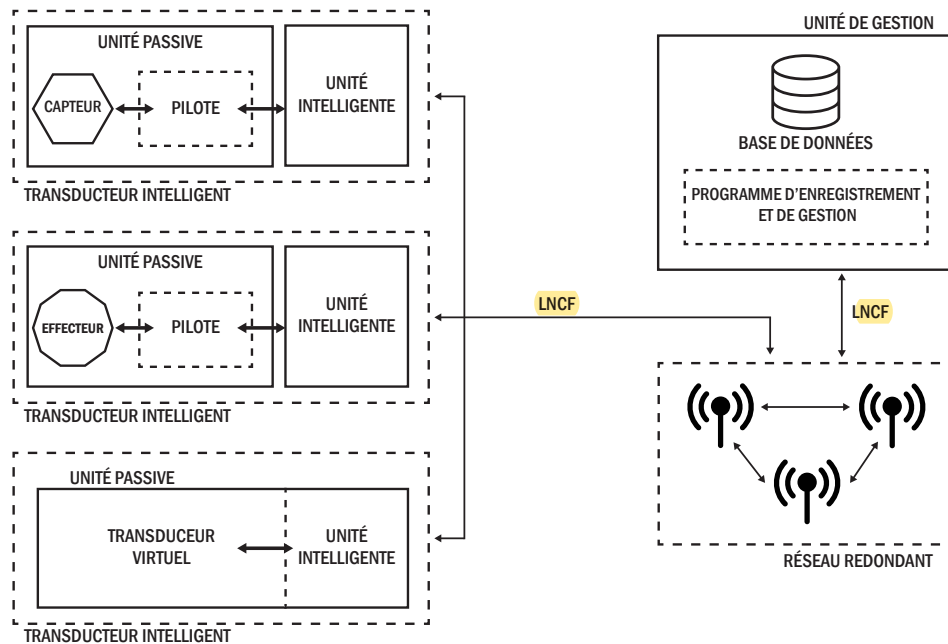 UNITÉ PASSIVE
CAPTEUR
PILOTE
UNITÉ
INTELLIGENTE
TRANSDUCTEUR INTELLIGENT
UNITÉ PASSIVE
EFFECTEUR
PILOTE
UNITÉ
INTELLIGENTE
TRANSDUCTEUR INTELLIGENT
UNITÉ PASSIVE
TRANSDUCEUR
VIRTUEL
UNITÉ
INTELLIGENTE
TRANSDUCTEUR INTELLIGENT
LNCF
UNITÉ DE GESTION
BASE DE DONNÉES
PROGRAMME D'ENREGISTREMENT
ET DE GESTION
LNCF
RÉSEAU REDONDANT